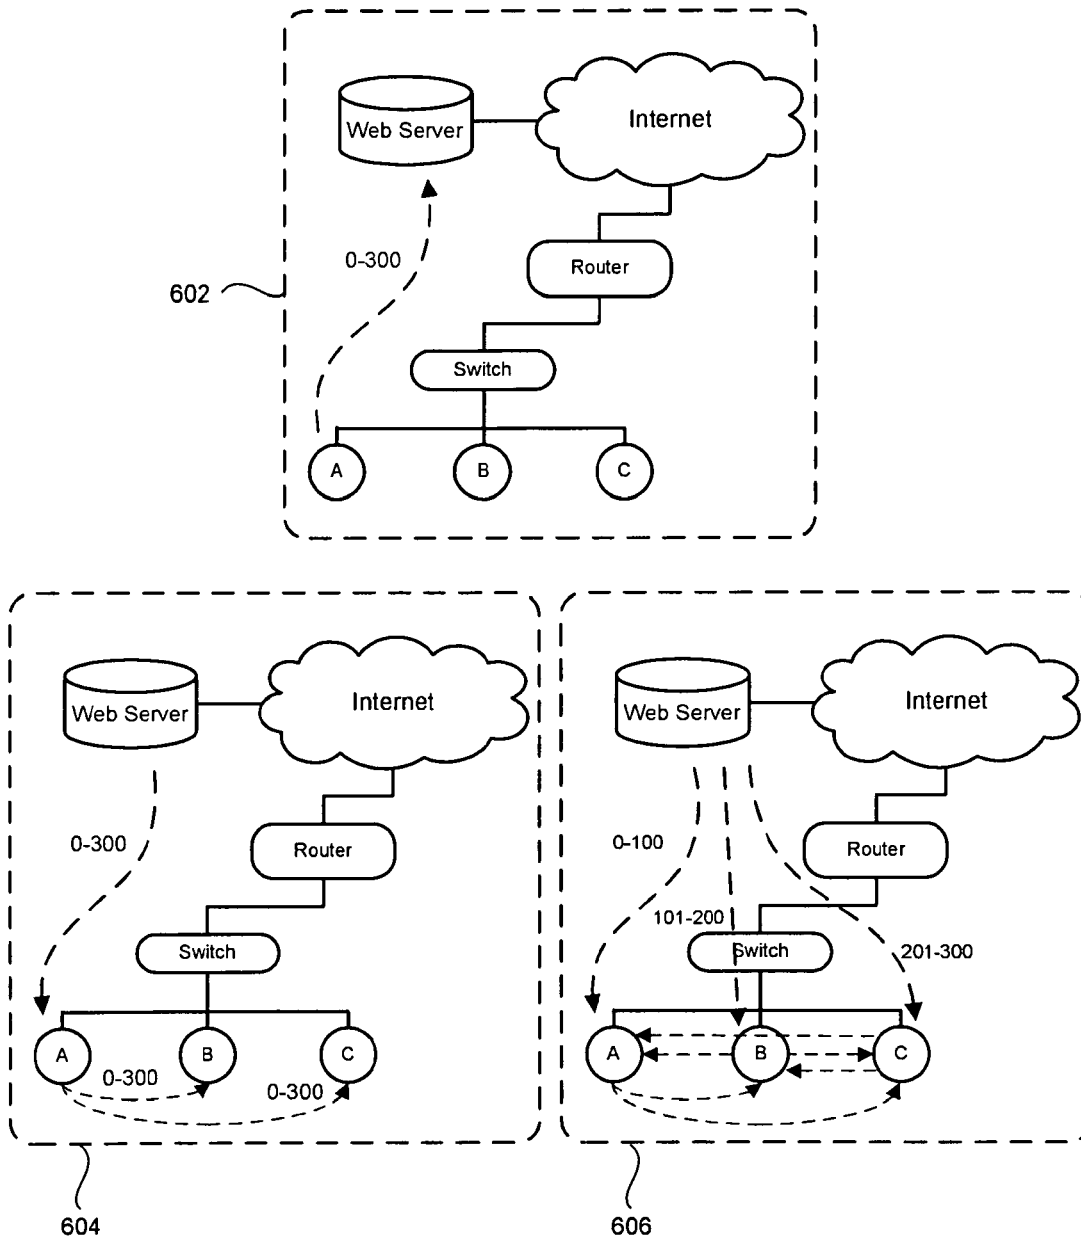 Web Server
Internet
0-300
Router
602
Switch
A
B
C
Web Server
Internet
0-300
Router
Switch
A
B
C
0-300
0-300
604
Web Server
Internet
0-100
Router
101-200
Switch
201-300
A
B
C
606